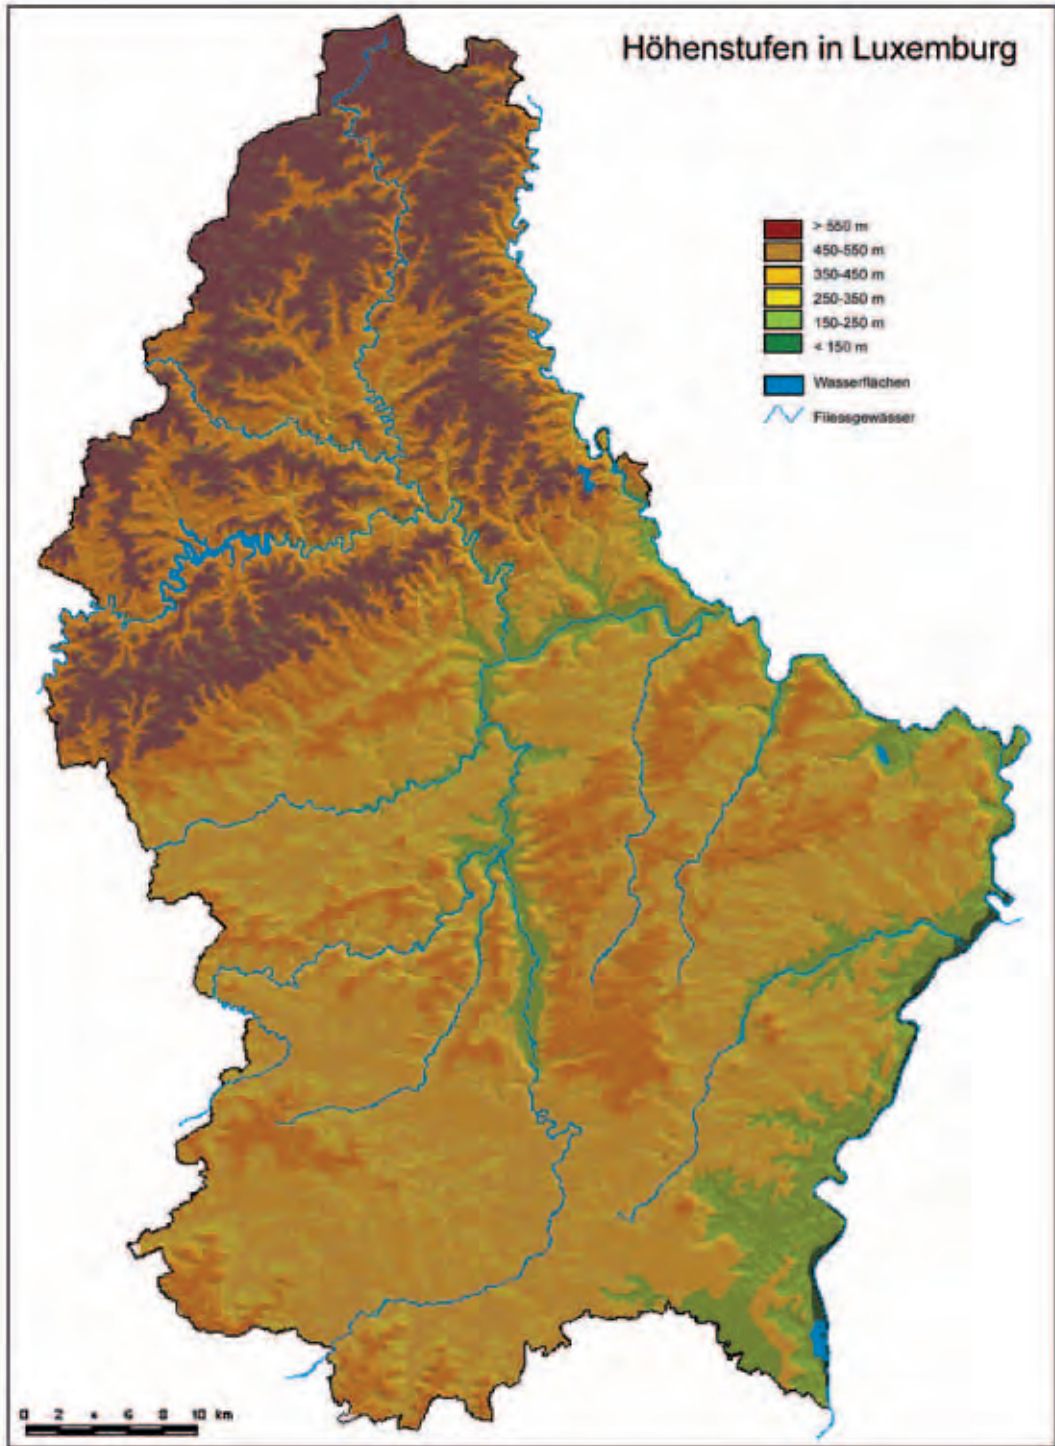 Höhenstufen in Luxemburg
> 550 m
450-550 m
350-450 m
250-350 m
150-250 m
< 150 m
Wasserflächen
Fliessgewässer
0 2 4 6 8 10 km